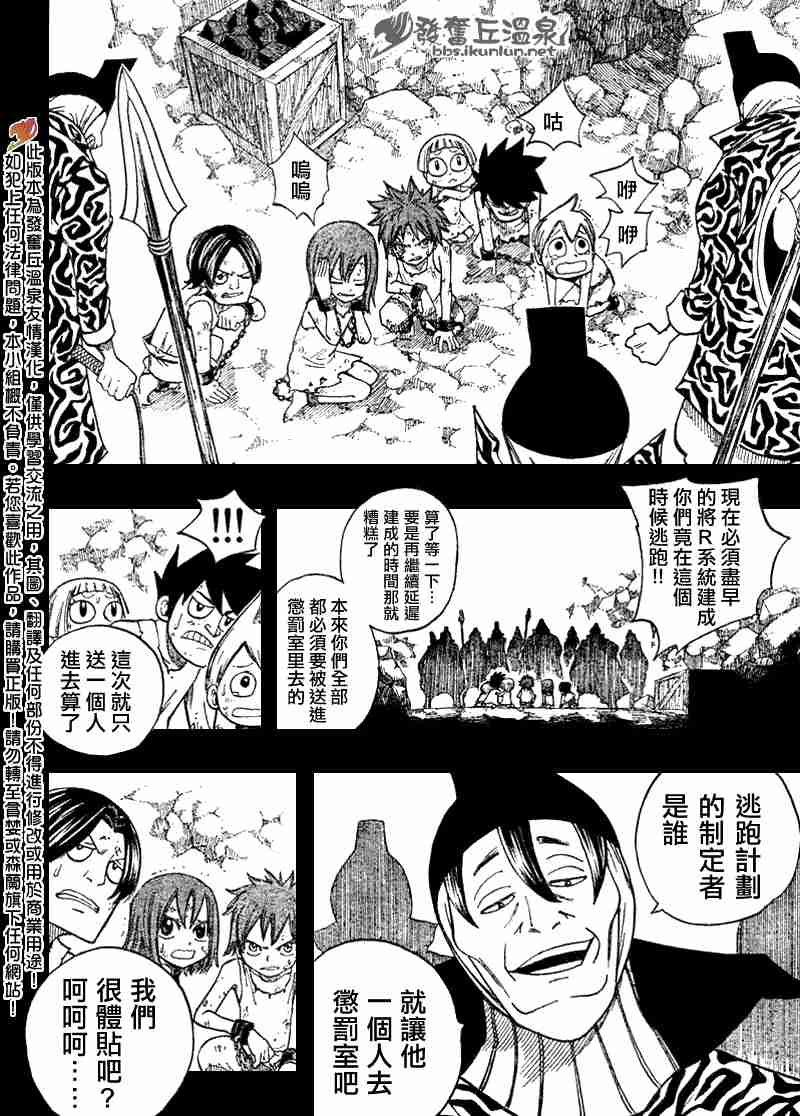 發奮丘溫泉
bbs.ikunlun.net
此版本為發奮丘溫泉友情漢化，僅供學習交流之用，其圖、翻譯及任何部份不得進行修改或用於商業用途！
如犯上任何法律問題，本小組概不負責。若您喜歡此作品，請購買正版！請勿轉至言婪或森蘭旗下任何網站！
咕
咿
咿
嗚
嗚
現在必須盡早
的將R系統建成
你們竟在這個
時候逃跑!!
算了等一下…
要是再繼續延遲
建成的時間那就
糟糕了
本來你們全部
都必須要被送進
懲罰室里去的
!!!
這次就只
送一個人
進去算了
逃跑計劃
的制定者
是誰
就讓他
一個人去
懲罰室吧
我們
很體貼吧？
呵呵呵……